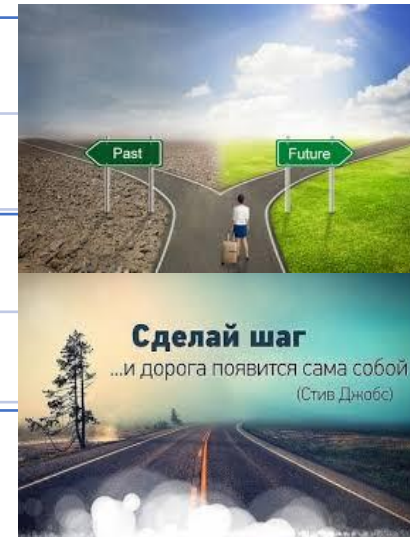 Past
Future
Сделай шаг
...и дорога появится сама собой
(Стив Джобс)